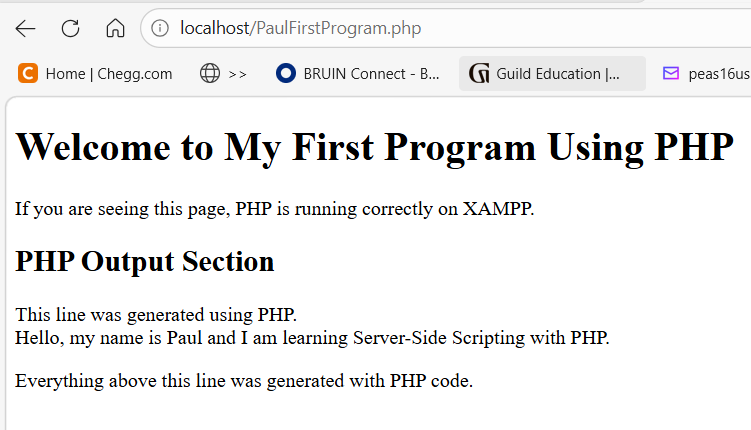 localhost/PaulFirstProgram.php
Home | Chegg.com >> BRUIN Connect - B... Guild Education |... peas16us
Welcome to My First Program Using PHP
If you are seeing this page, PHP is running correctly on XAMPP.
PHP Output Section
This line was generated using PHP.
Hello, my name is Paul and I am learning Server-Side Scripting with PHP.
Everything above this line was generated with PHP code.